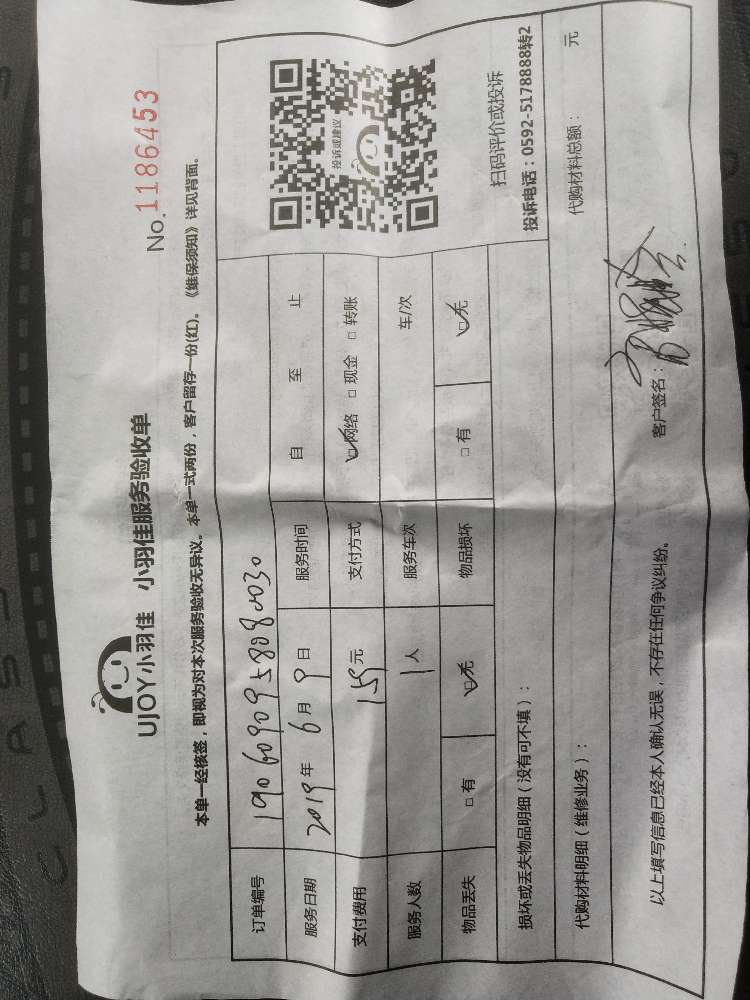 UJOY小羽佳 小羽佳服务验收单
No.1186453
本单一经核签，即视为对本次服务验收无异议。本单一式两份，客户留存一份(红)。《维保须知》详见背面。
订单编号 1906090958080030
服务日期 2019年 6月 9日 服务时间 自 至 止
支付费用 159元 支付方式 ☑网络 □现金 □转账
服务人数 1人 服务车次 车/次
物品丢失 □有 ☑无 物品损坏 □有 ☑无
投诉或建议
扫码评价或投诉
投诉电话：0592-5178888转2
损坏或丢失物品明细（没有可不填）：
代购材料明细（维修业务）： 代购材料总额： 元
以上填写信息已经本人确认无误，不存在任何争议纠纷。 客户签名：